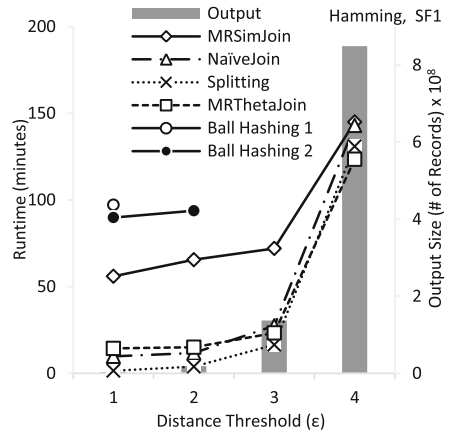 Output
Hamming, SF1
MRSimJoin
NaïveJoin
Splitting
MRThetaJoin
Ball Hashing 1
Ball Hashing 2
200
150
100
50
0
8
6
4
2
0
Runtime (minutes)
Output Size (# of Records) x 10⁸
1 2 3 4
Distance Threshold (ε)